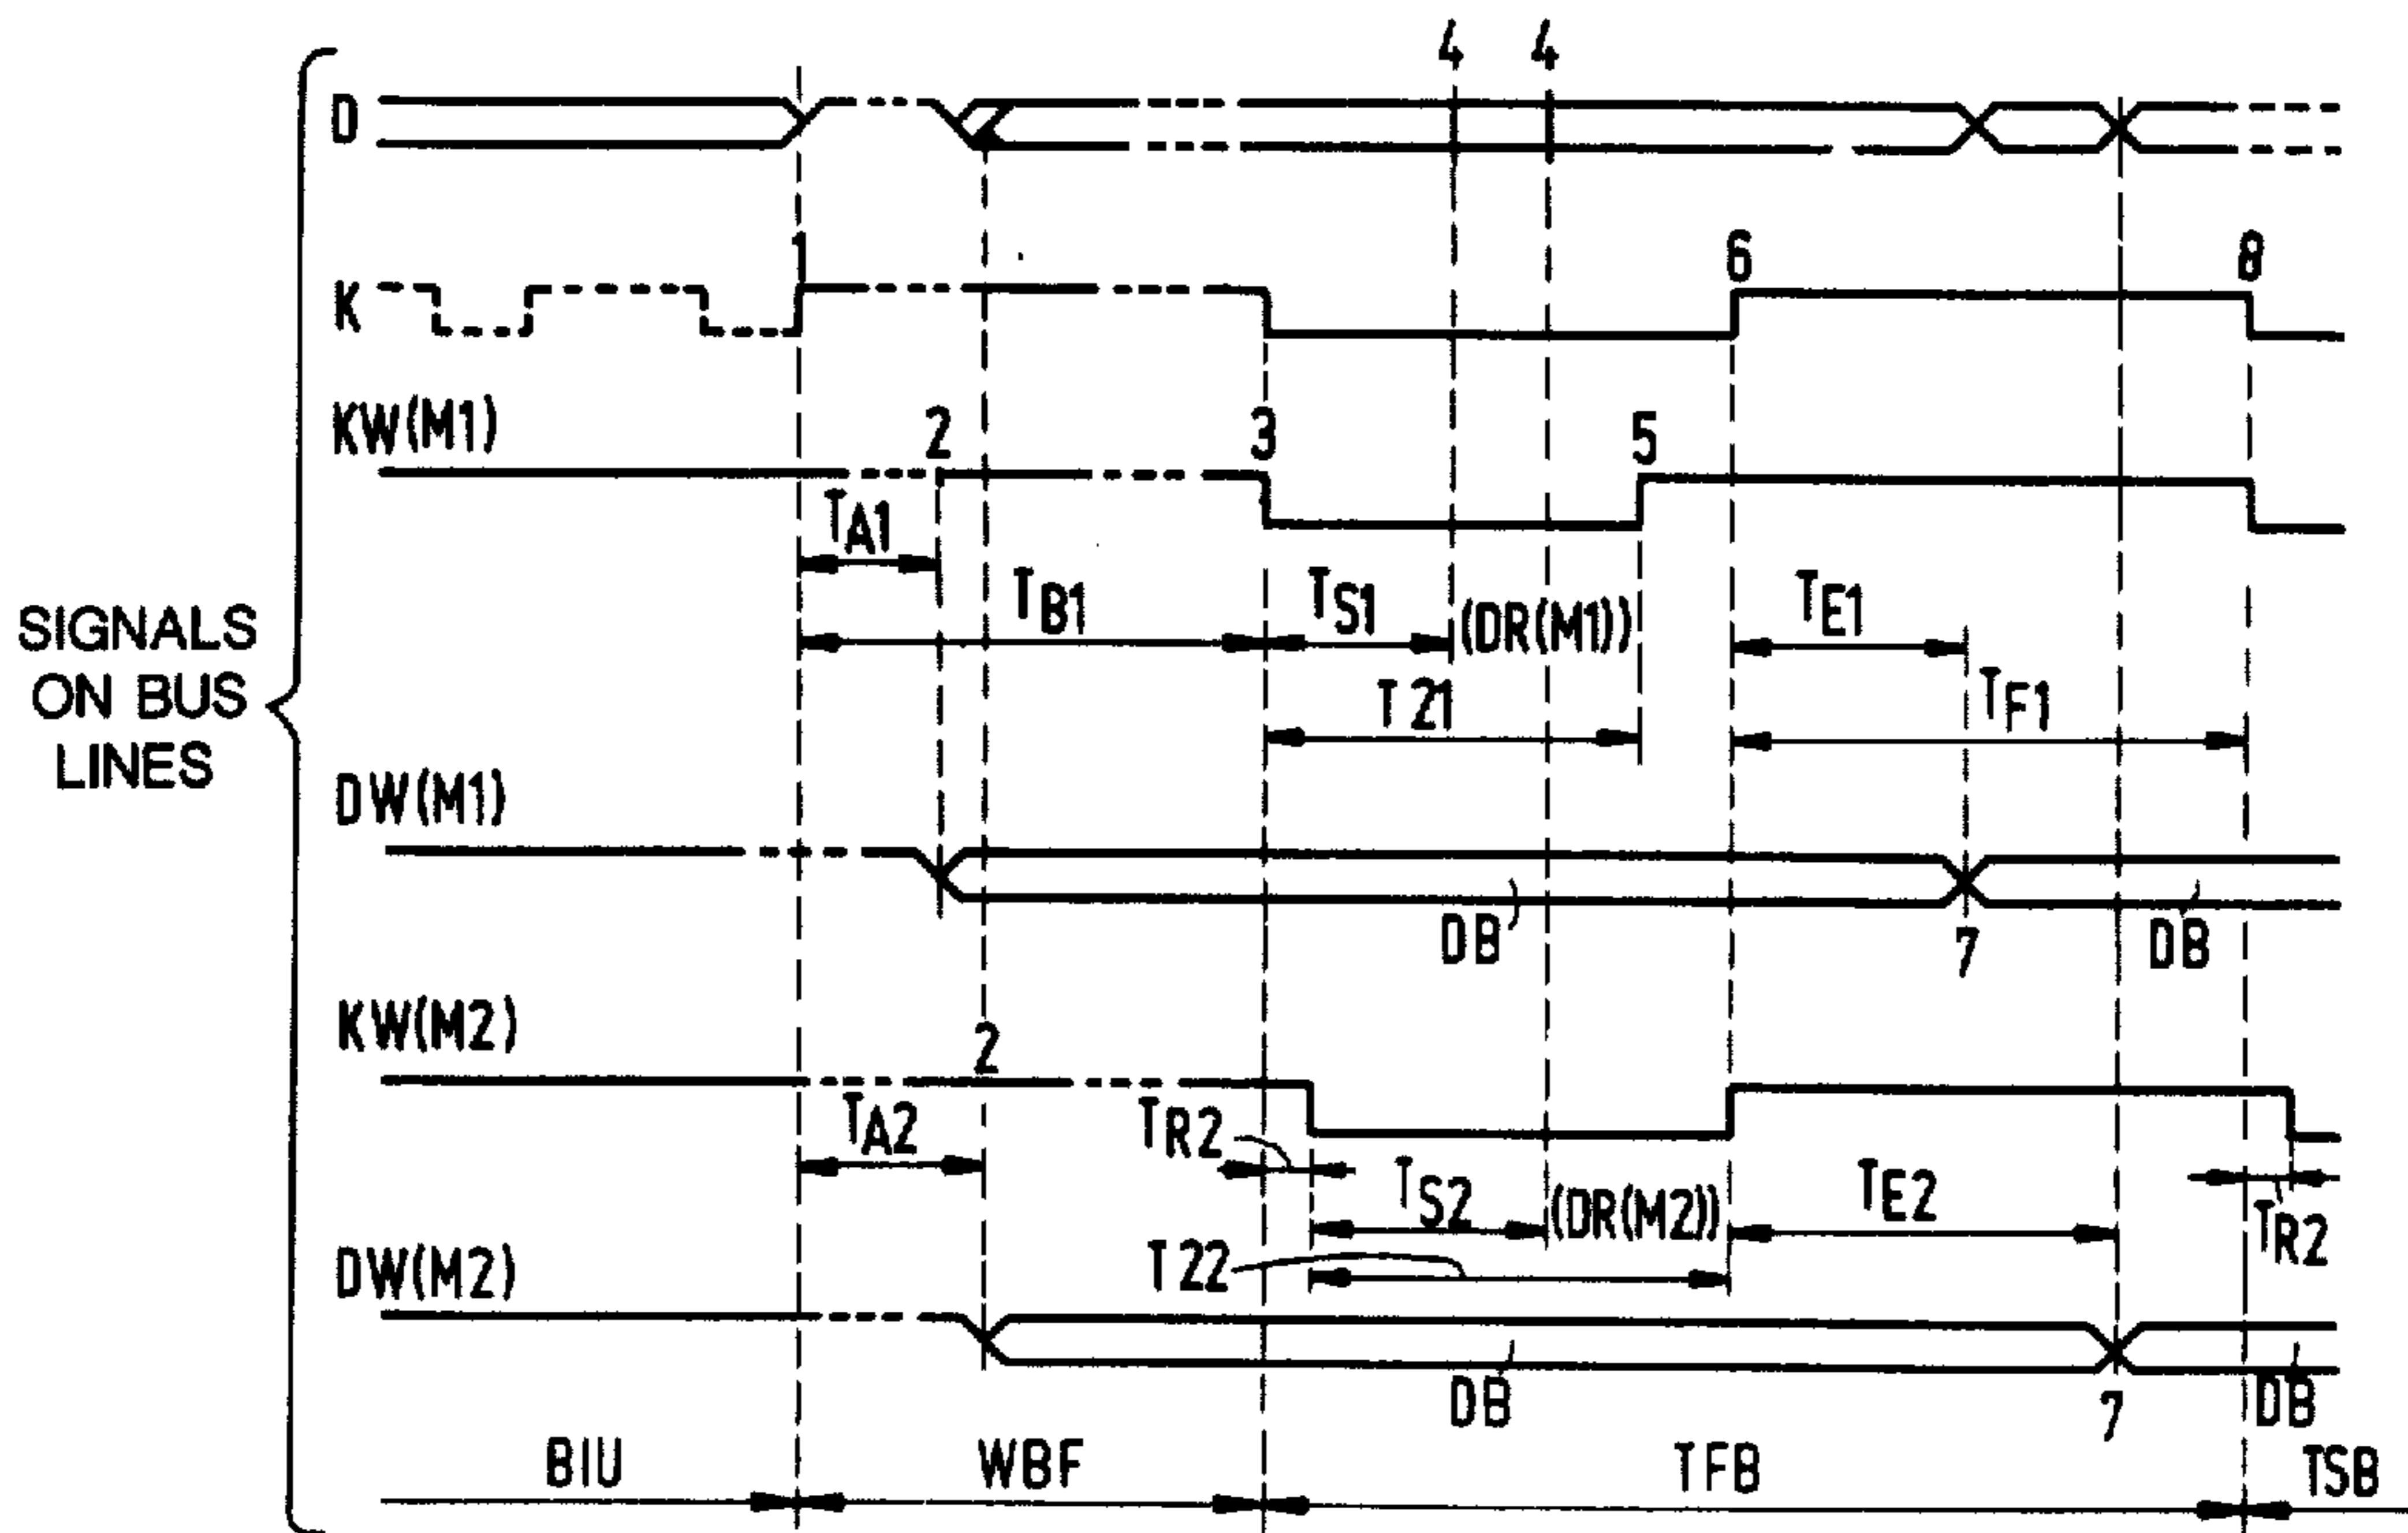 4 4
D
1 6 8
K
KW(M1) 2 3 5
TA1
TB1 TS1 (DR(M1)) TE1
SIGNALS
ON BUS
LINES
T21 TF1
DW(M1)
DB 7 DB
KW(M2) 2
TA2 TR2
TS2 (DR(M2)) TE2 TR2
DW(M2) T22
DB 7 DB
BIU WBF TFB TSB